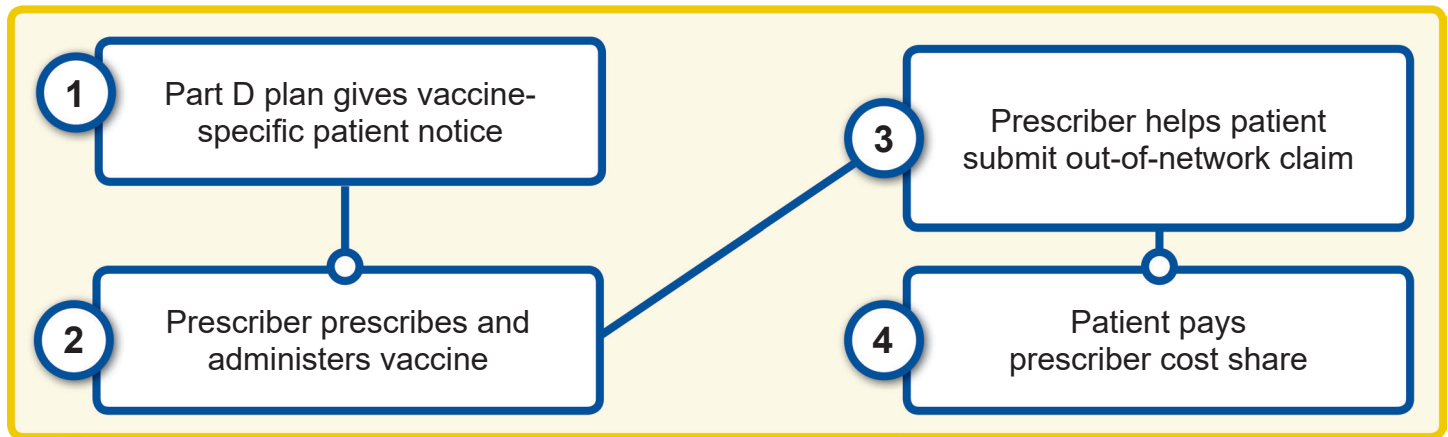 1
Part D plan gives vaccine-
specific patient notice
2
Prescriber prescribes and
administers vaccine
3
Prescriber helps patient
submit out-of-network claim
4
Patient pays
prescriber cost share